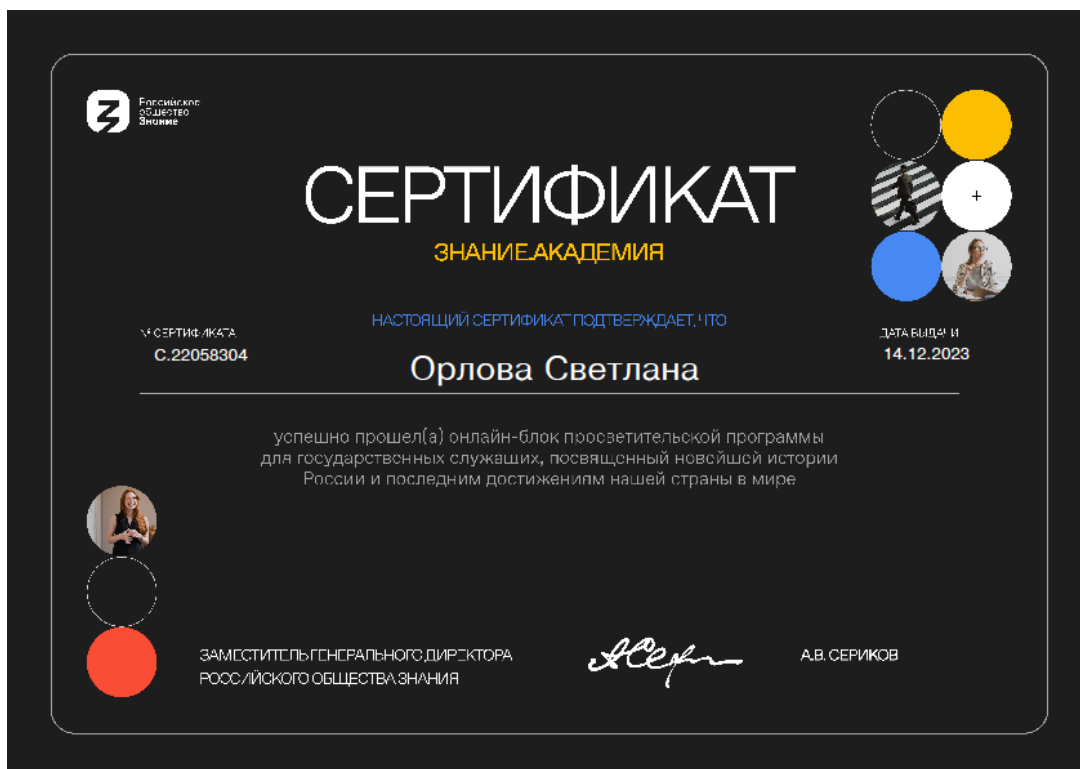 Российское
общество
Знание
СЕРТИФИКАТ
ЗНАНИЕ.АКАДЕМИЯ
НАСТОЯЩИЙ СЕРТИФИКАТ ПОДТВЕРЖДАЕТ, ЧТО
№ СЕРТИФИКАТА
С.22058304
ДАТА ВЫДАЧИ
14.12.2023
Орлова Светлана
успешно прошел(а) онлайн-блок просветительской программы
для государственных служащих, посвященный новейшей истории
России и последним достижениям нашей страны в мире
ЗАМЕСТИТЕЛЬ ГЕНЕРАЛЬНОГО ДИРЕКТОРА
РОССИЙСКОГО ОБЩЕСТВА ЗНАНИЯ
А.В. СЕРИКОВ